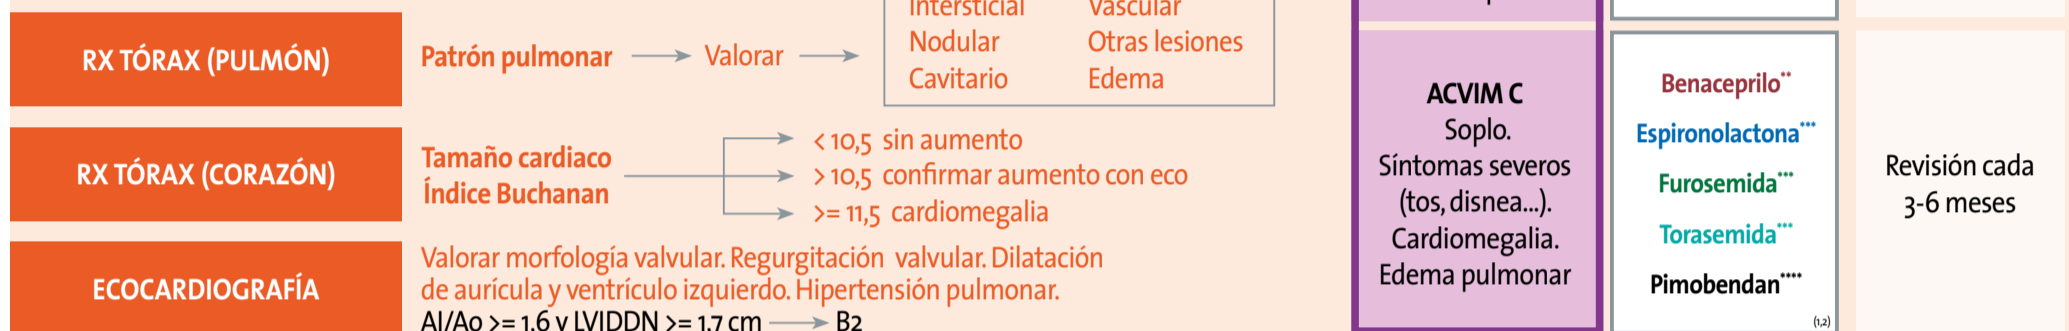 Intersticial Vascular
RX TÓRAX (PULMÓN)
Patrón pulmonar Valorar
Nodular Otras lesiones
Cavitario Edema
RX TÓRAX (CORAZÓN)
Tamaño cardiaco
Índice Buchanan
< 10,5 sin aumento
> 10,5 confirmar aumento con eco
>= 11,5 cardiomegalia
ECOCARDIOGRAFÍA
Valorar morfología valvular. Regurgitación valvular. Dilatación
de aurícula y ventrículo izquierdo. Hipertensión pulmonar.
AI/Ao >= 1,6 y LVIDDN >= 1,7 cm B2
ACVIM C
Soplo.
Síntomas severos
(tos, disnea...).
Cardiomegalia.
Edema pulmonar
Benaceprilo**
Espironolactona***
Furosemida***
Torasemida***
Pimobendan****
(1,2)
Revisión cada
3-6 meses